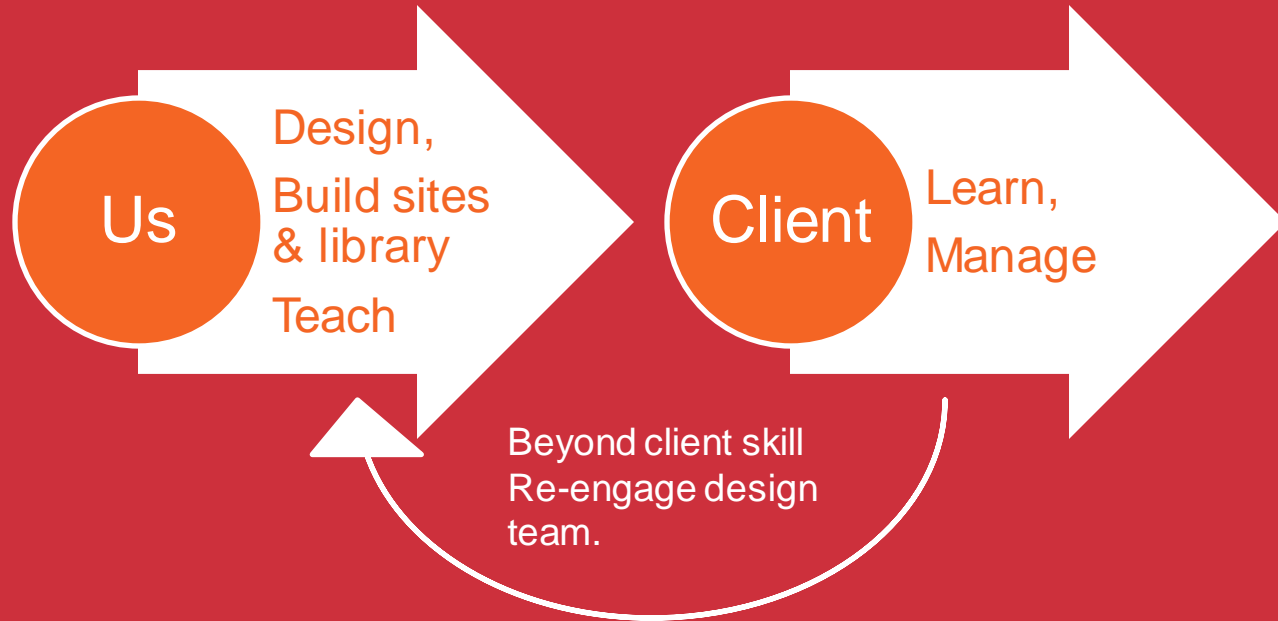 Us
Design,
Build sites
& library
Teach
Client
Learn,
Manage
Beyond client skill
Re-engage design
team.